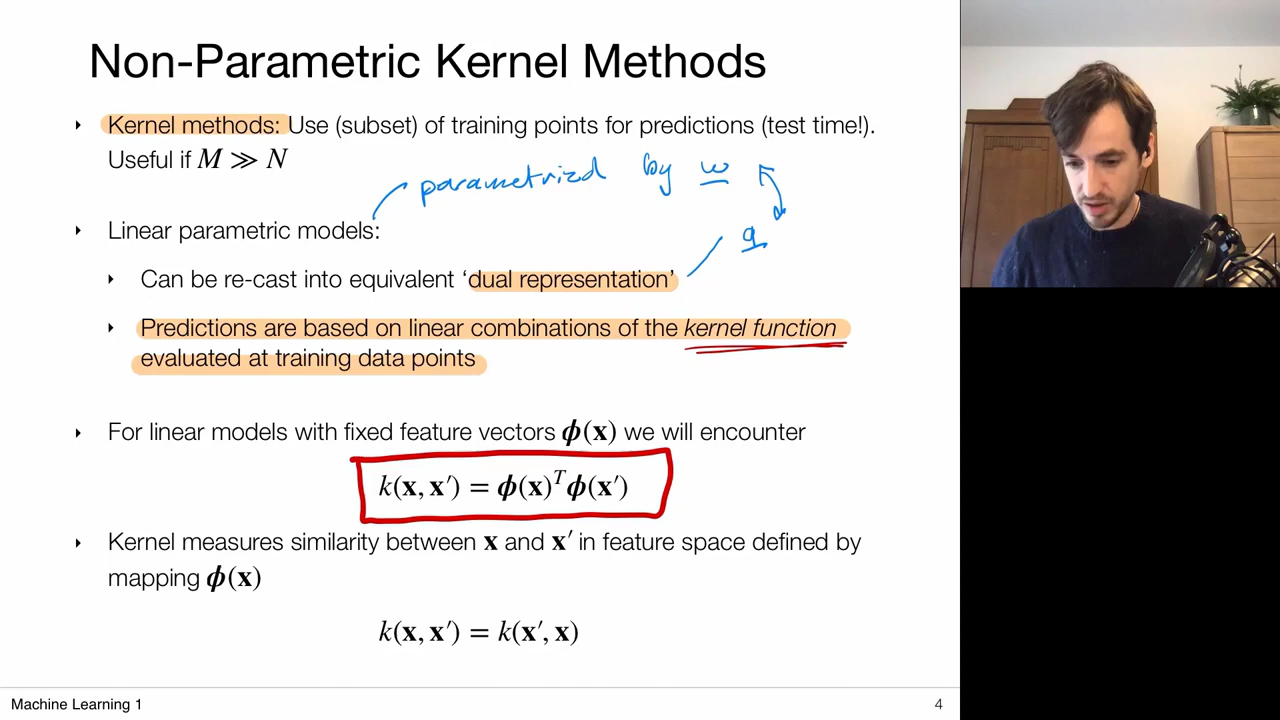 Non-Parametric Kernel Methods
‣ Kernel methods: Use (subset) of training points for predictions (test time!).
Useful if M ≫ N
parametrized by w
‣ Linear parametric models:
a
‣ Can be re-cast into equivalent ‘dual representation’
‣ Predictions are based on linear combinations of the kernel function
evaluated at training data points
‣ For linear models with fixed feature vectors ϕ(x) we will encounter
k(x, x′) = ϕ(x)ᵀϕ(x′)
‣ Kernel measures similarity between x and x′ in feature space defined by
mapping ϕ(x)
k(x, x′) = k(x′, x)
Machine Learning 1
4